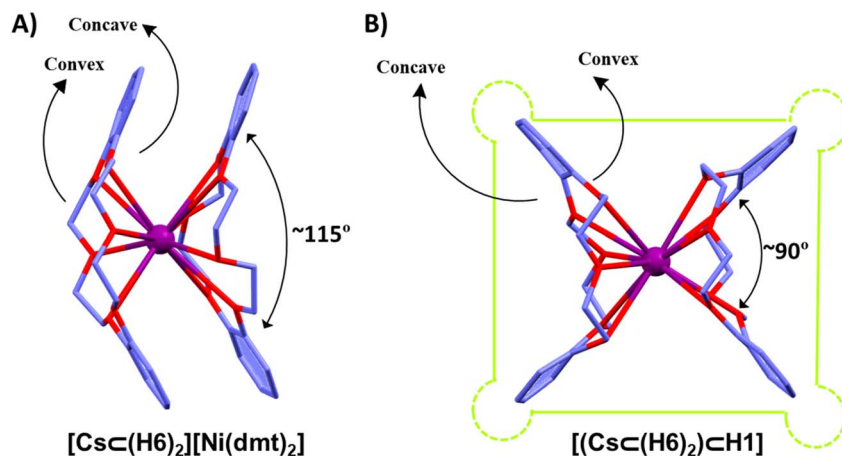 A)
Concave
Convex
~115°
[Cs⊂(H6)₂][Ni(dmt)₂]
B)
Concave
Convex
~90°
[(Cs⊂(H6)₂)⊂H1]